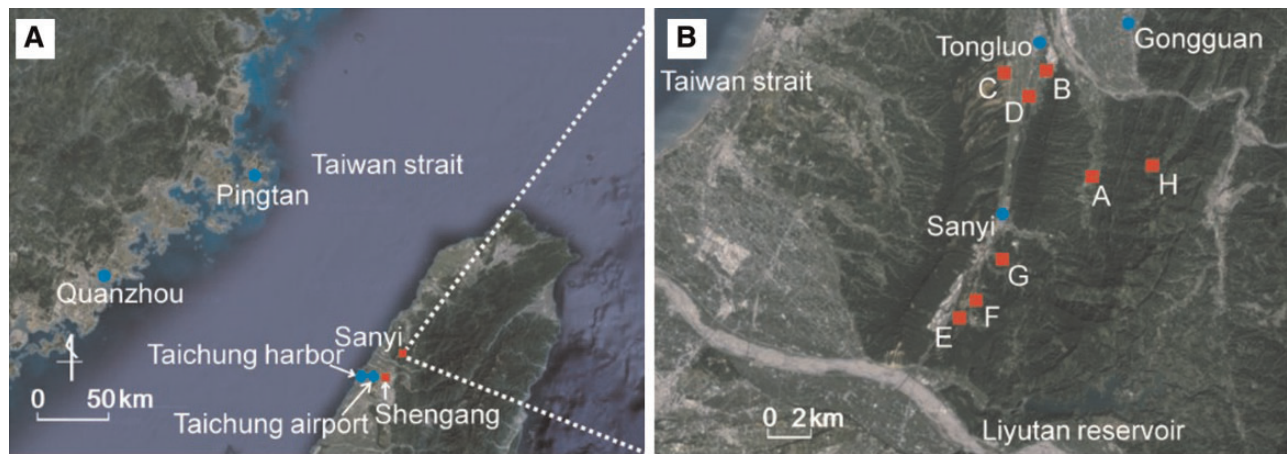 A
Taiwan strait
Pingtan
Quanzhou
Sanyi
Taichung harbor
0 50 km
Shengang
Taichung airport
B
Tongluo
Gongguan
Taiwan strait
C
B
D
A
H
Sanyi
G
F
E
0 2 km
Liyutan reservoir